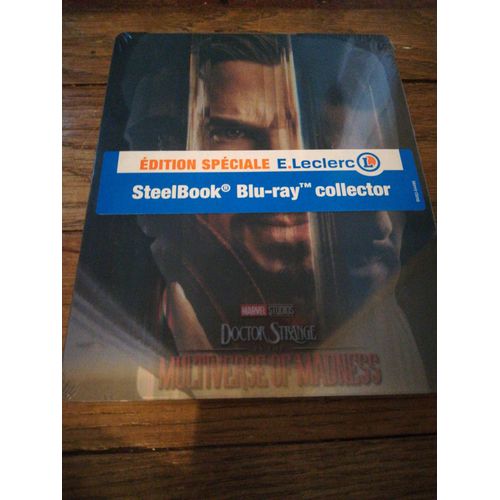 ÉDITION SPÉCIALE E.Leclerc L
SteelBook® Blu-ray™ collector
MARVEL STUDIOS
DOCTOR STRANGE
MULTIVERSE OF MADNESS